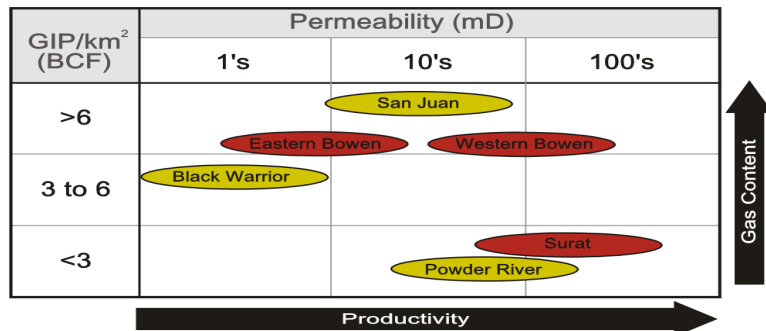 GIP/km²
(BCF)
Permeability (mD)
1's 10's 100's
>6
San Juan
Eastern Bowen Western Bowen
3 to 6
Black Warrior
<3
Surat
Powder River
Productivity
Gas Content